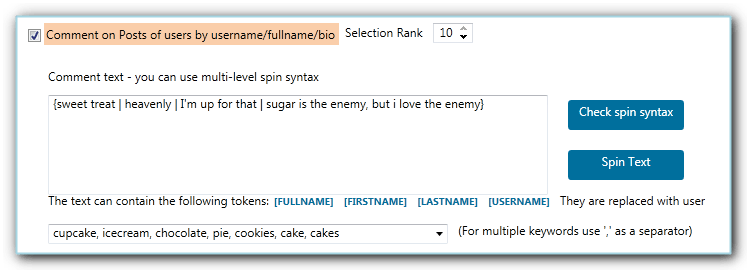 Comment on Posts of users by username/fullname/bio Selection Rank 10
Comment text - you can use multi-level spin syntax
{sweet treat | heavenly | I'm up for that | sugar is the enemy, but i love the enemy}
Check spin syntax
Spin Text
The text can contain the following tokens: [FULLNAME] [FIRSTNAME] [LASTNAME] [USERNAME] They are replaced with user
cupcake, icecream, chocolate, pie, cookies, cake, cakes (For multiple keywords use ',' as a separator)